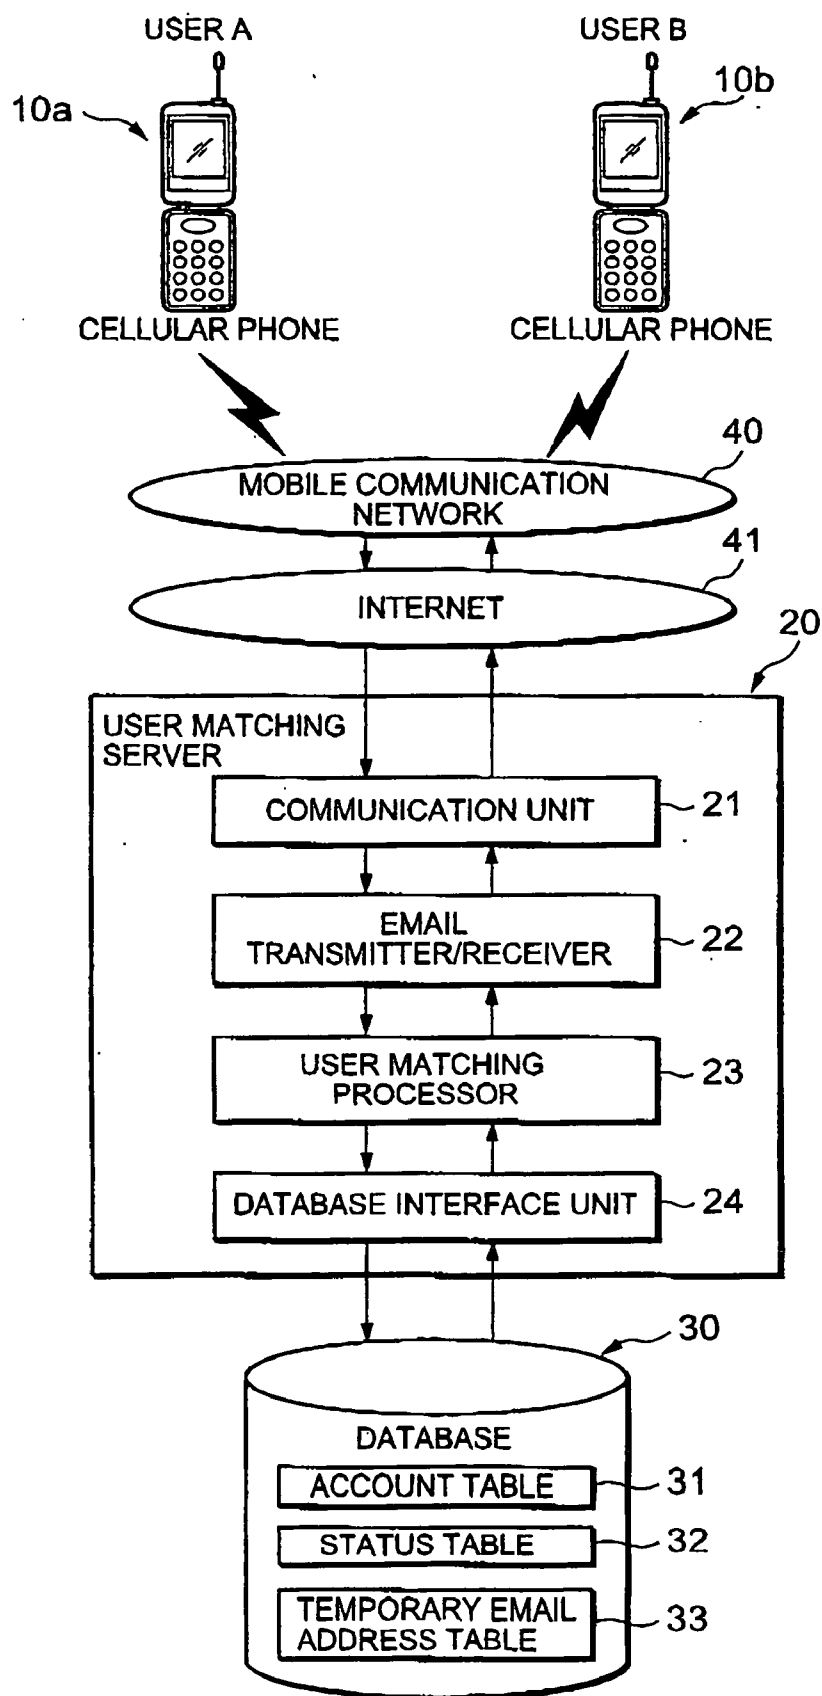 USER A
USER B
10a
10b
CELLULAR PHONE
CELLULAR PHONE
40
MOBILE COMMUNICATION
NETWORK
41
INTERNET
20
USER MATCHING
SERVER
COMMUNICATION UNIT
21
EMAIL
TRANSMITTER/RECEIVER
22
USER MATCHING
PROCESSOR
23
DATABASE INTERFACE UNIT
24
30
DATABASE
ACCOUNT TABLE
31
STATUS TABLE
32
TEMPORARY EMAIL
ADDRESS TABLE
33